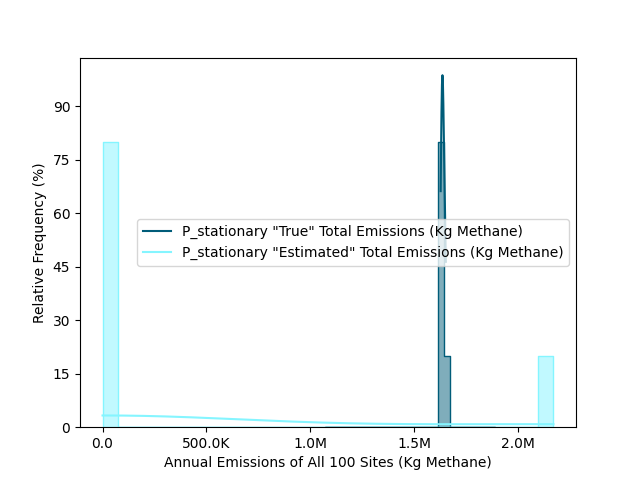 90
75
60
45
30
15
0
Relative Frequency (%)
P_stationary "True" Total Emissions (Kg Methane)
P_stationary "Estimated" Total Emissions (Kg Methane)
0.0 500.0K 1.0M 1.5M 2.0M
Annual Emissions of All 100 Sites (Kg Methane)